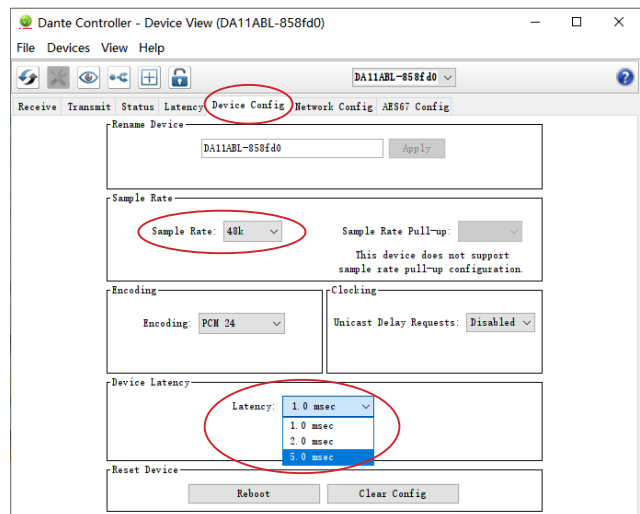 Dante Controller - Device View (DA11ABL-858fd0)
File Devices View Help
DA11ABL-858fd0
Receive Transmit Status Latency Device Config Network Config AES67 Config
Rename Device
DA11ABL-858fd0 Apply
Sample Rate
Sample Rate: 48k Sample Rate Pull-up:
This device does not support
sample rate pull-up configuration.
Encoding Clocking
Encoding: PCM 24 Unicast Delay Requests: Disabled
Device Latency
Latency: 1.0 msec
1.0 msec
2.0 msec
5.0 msec
Reset Device
Reboot Clear Config